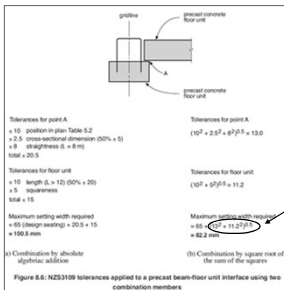 gridline
precast concrete
floor unit
A
precast concrete
floor unit
Tolerances for point A
± 10 position in plan Table 5.2
± 2.5 cross-sectional dimension (50% × 5)
± 8 straightness (L = 8 m)
total ± 20.5
Tolerances for floor unit
± 10 length (L > 12) (50% × 20)
± 5 squareness
total ± 15
Maximum setting width required
= 65 (design seating) + 20.5 + 15
= 100.5 mm
a) Combination by absolute
algebriac addition
Tolerances for point A
(10² + 2.5² + 8²)0.5 = 13.0
Tolerances for floor unit
(10² + 5²)0.5 = 11.2
Maximum setting width required
= 65 + (13² + 11.2²)0.5
= 82.2 mm
(b) Combination by square root of
the sum of the squares
Figure 8.6: NZS3109 tolerances applied to a precast beam-floor unit interface using two
combination members